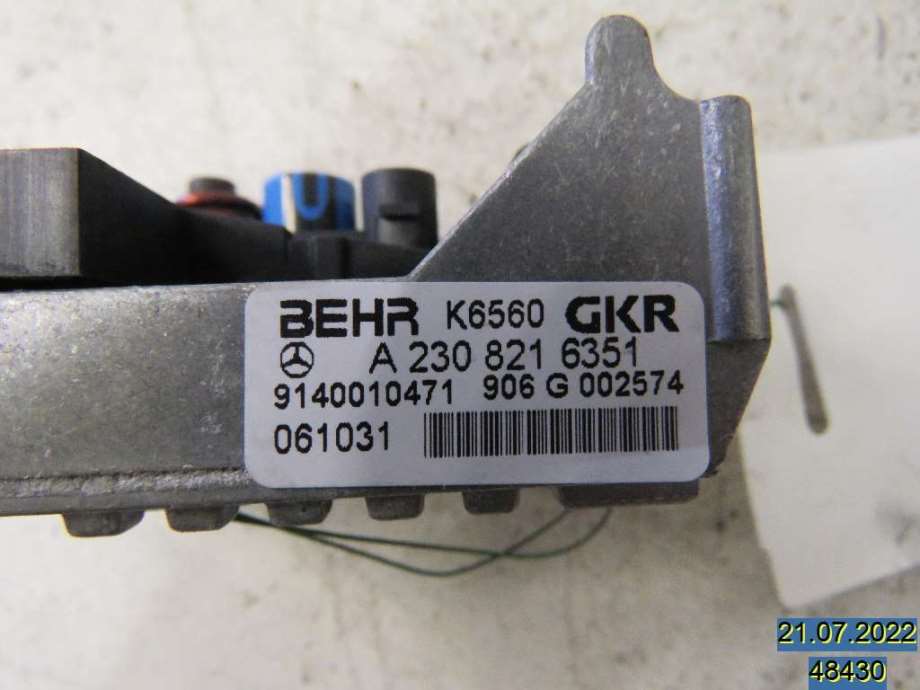 BEHR K6560 GKR
A 230 821 6351
9140010471 906 G 002574
061031
21.07.2022
48430